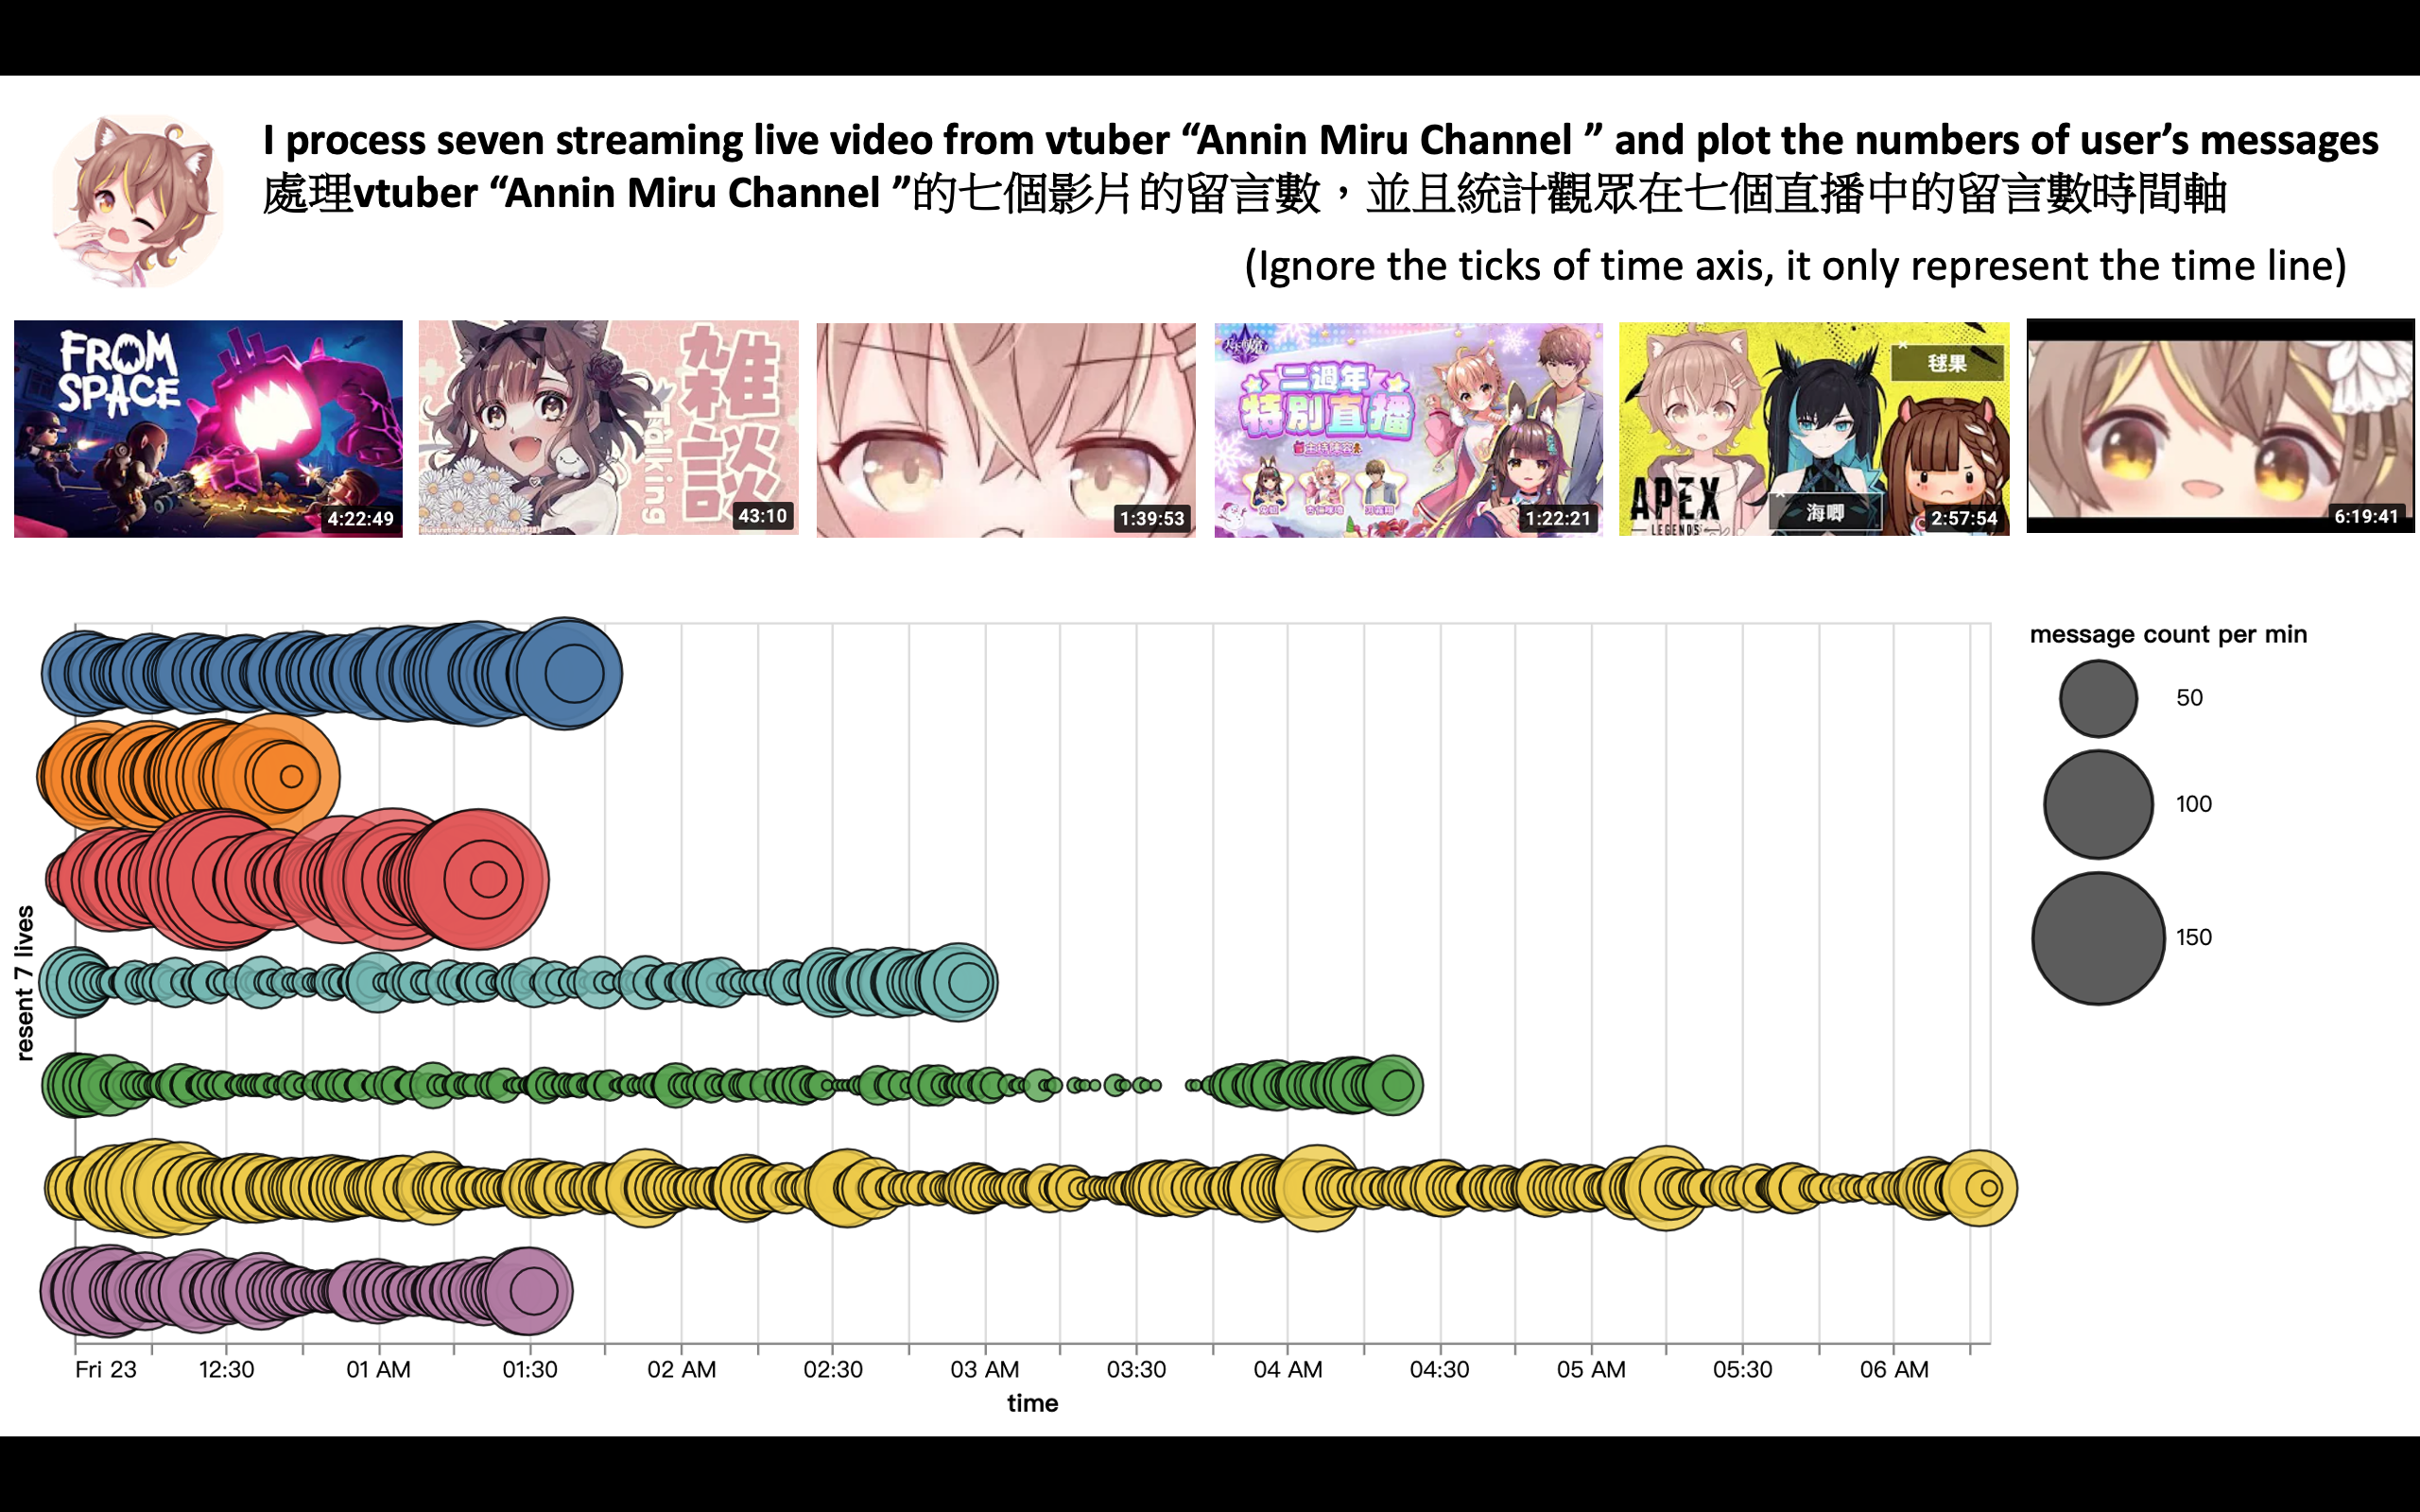 I process seven streaming live video from vtuber “Annin Miru Channel ” and plot the numbers of user’s messages
處理vtuber “Annin Miru Channel ”的七個影片的留言數，並且統計觀眾在七個直播中的留言數時間軸
(Ignore the ticks of time axis, it only represent the time line)
FROM
SPACE
4:22:49
雑談
Talking
43:10
1:39:53
二週年
特別直播
1:22:21
毬果
APEX
LEGENDS
海唧
2:57:54
6:19:41
message count per min
50
100
150
resent 7 lives
Fri 23 12:30 01 AM 01:30 02 AM 02:30 03 AM 03:30 04 AM 04:30 05 AM 05:30 06 AM
time